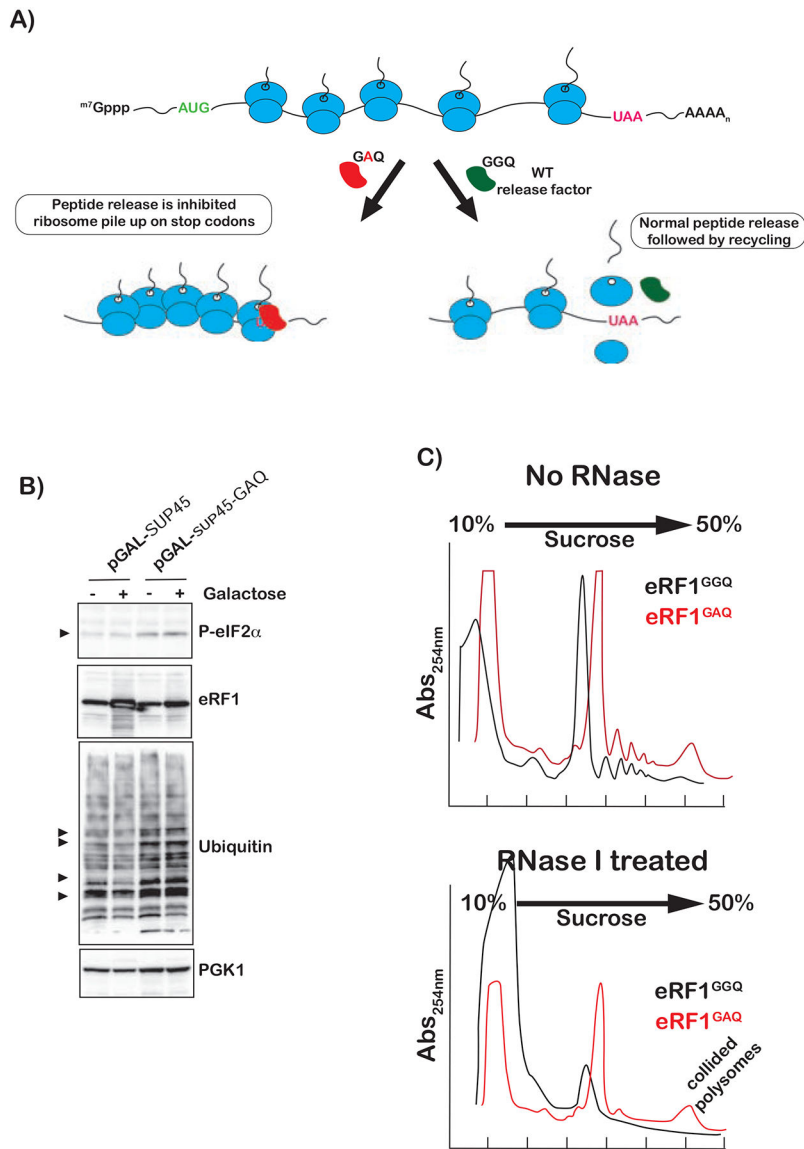 A)
m7Gppp AUG UAA AAAAn
GAQ
GGQ WT
release factor
Peptide release is inhibited
ribosome pile up on stop codons
Normal peptide release
followed by recycling
UAA
B)
pGAL-SUP45
pGAL-SUP45-GAQ
- + - + Galactose
P-eIF2α
eRF1
Ubiquitin
PGK1
C)
No RNase
10% 50%
Sucrose
eRF1GGQ
eRF1GAQ
Abs254nm
RNase I treated
10% 50%
Sucrose
eRF1GGQ
eRF1GAQ
collided
polysomes
Abs254nm